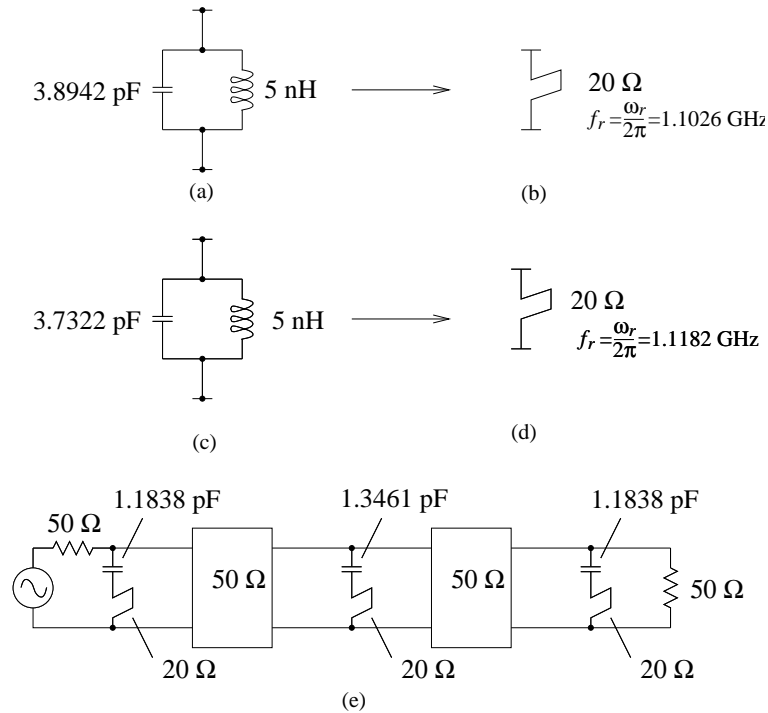 3.8942 pF
5 nH
20 Ω
f_r = ω_r/2π = 1.1026 GHz
(a)
(b)
3.7322 pF
5 nH
20 Ω
f_r = ω_r/2π = 1.1182 GHz
(c)
(d)
1.1838 pF
1.3461 pF
1.1838 pF
50 Ω
50 Ω
50 Ω
50 Ω
20 Ω
20 Ω
20 Ω
(e)